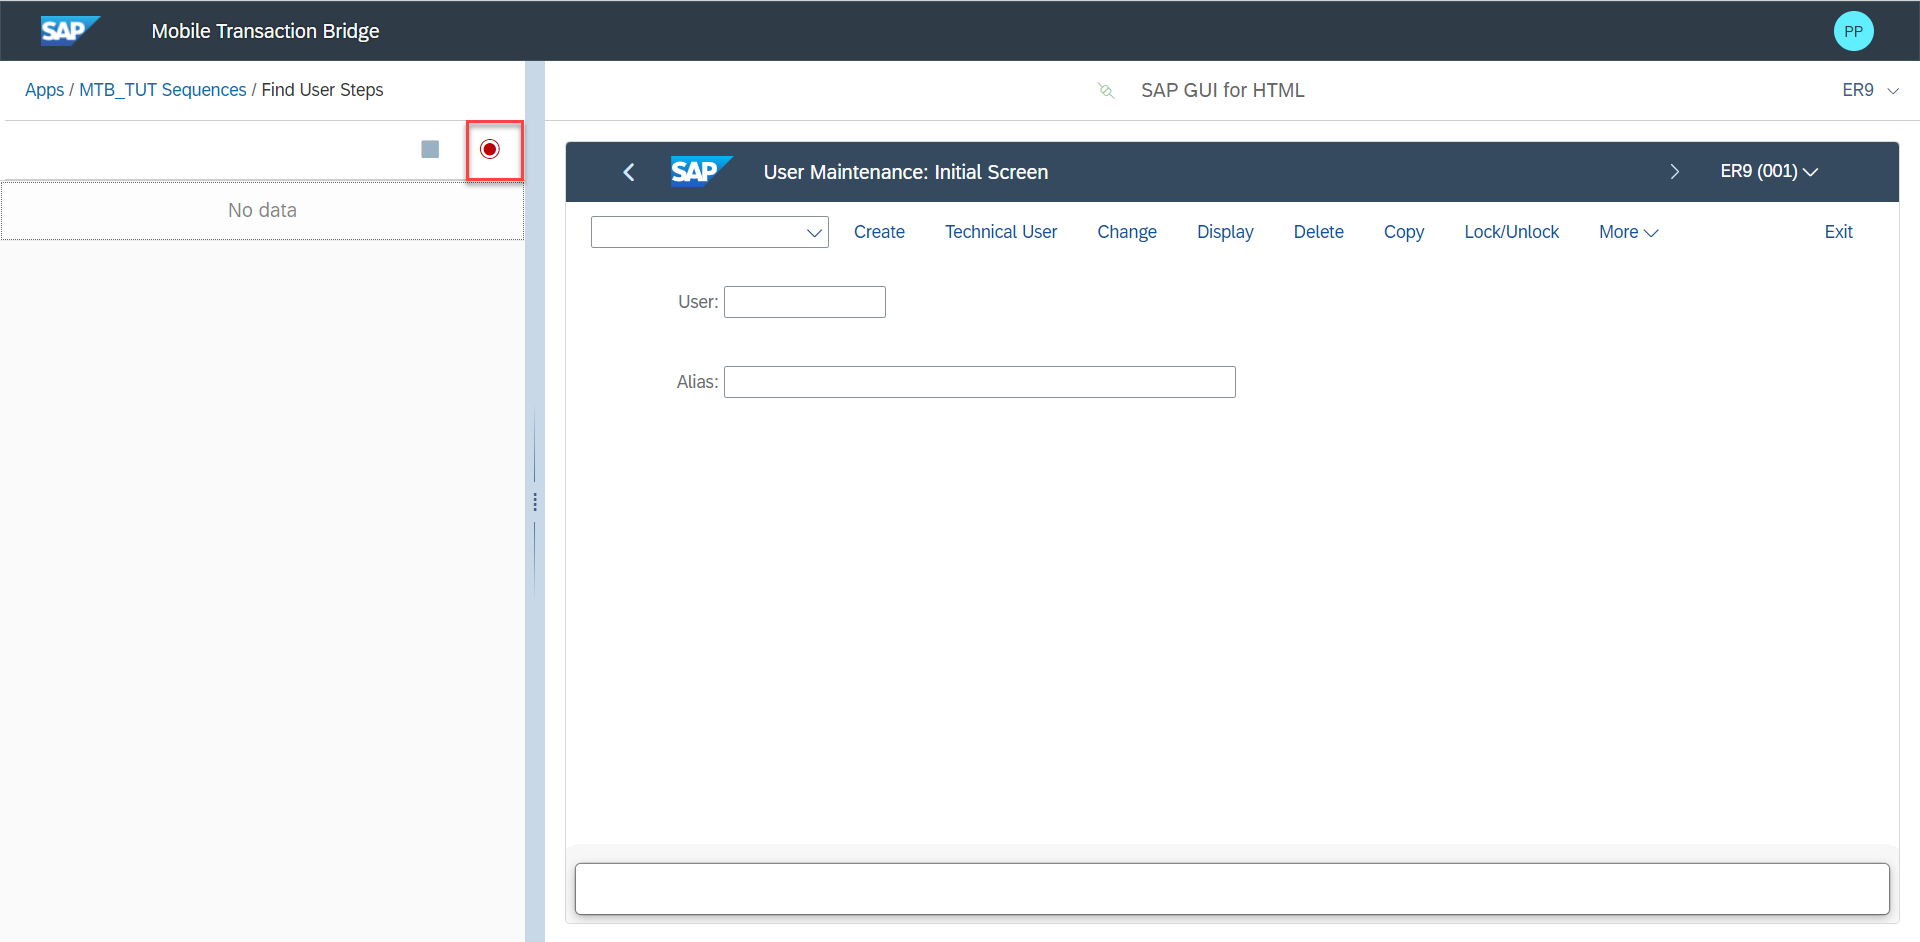 SAP Mobile Transaction Bridge PP
Apps / MTB_TUT Sequences / Find User Steps
SAP GUI for HTML ER9
No data
SAP User Maintenance: Initial Screen ER9 (001)
Create Technical User Change Display Delete Copy Lock/Unlock More Exit
User:
Alias: